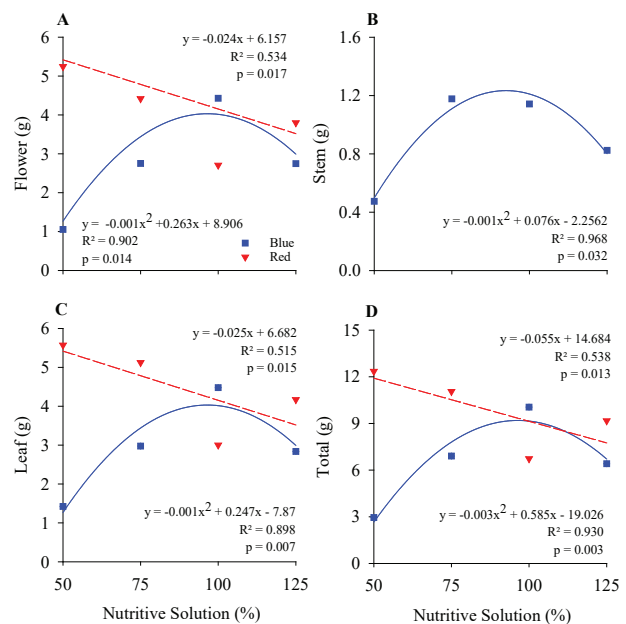 A
6
5
4
3
2
1
0
Flower (g)
y = -0.024x + 6.157
R² = 0.534
p = 0.017
y = -0.001x² +0.263x + 8.906
R² = 0.902
p = 0.014
Blue
Red
B
1.6
1.2
0.8
0.4
0.0
Stem (g)
y = -0.001x² + 0.076x - 2.2562
R² = 0.968
p = 0.032
C
6
5
4
3
2
1
0
Leaf (g)
y = -0.025x + 6.682
R² = 0.515
p = 0.015
y = -0.001x² + 0.247x - 7.87
R² = 0.898
p = 0.007
50 75 100 125
Nutritive Solution (%)
D
15
12
9
6
3
0
Total (g)
y = -0.055x + 14.684
R² = 0.538
p = 0.013
y = -0.003x² + 0.585x - 19.026
R² = 0.930
p = 0.003
50 75 100 125
Nutritive Solution (%)